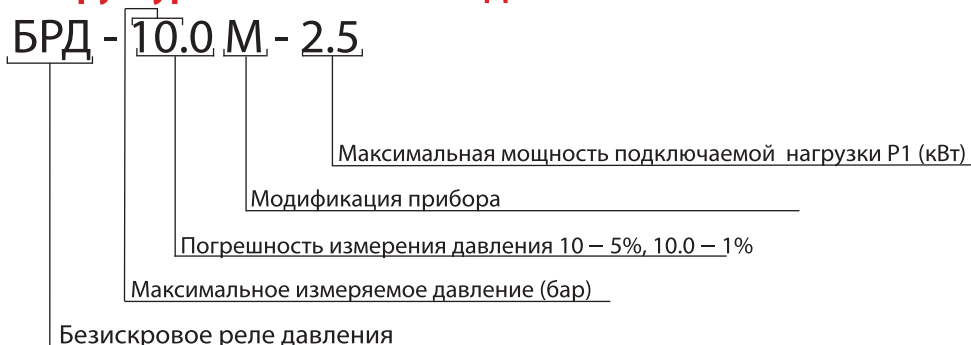 БРД - 10.0 М - 2.5
Максимальная мощность подключаемой нагрузки P1 (кВт)
Модификация прибора
Погрешность измерения давления 10 – 5%, 10.0 – 1%
Максимальное измеряемое давление (бар)
Безискровое реле давления